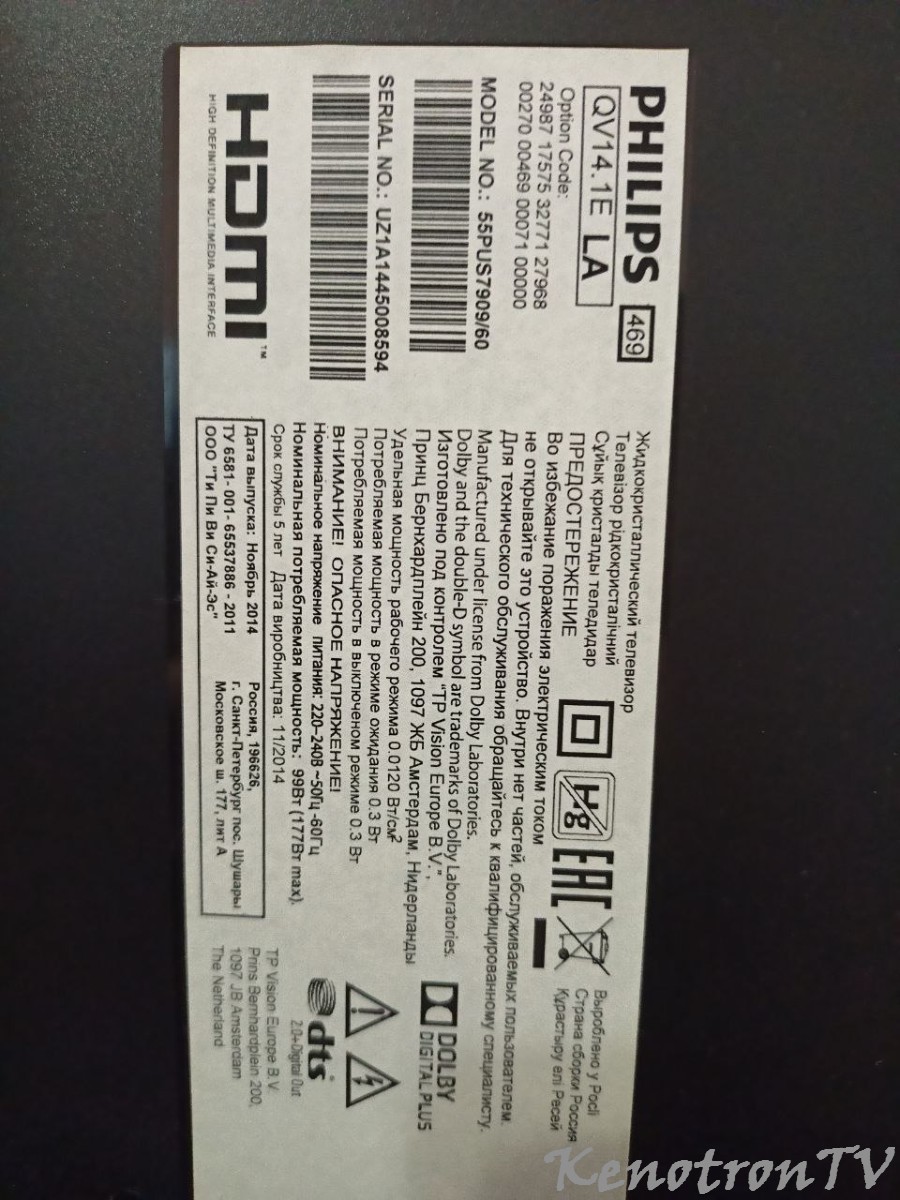 PHILIPS 469
QV14.1E LA
Option Code:
24987 17575 32771 27968
00270 00469 00071 00000
MODEL NO.: 55PUS7909/60
SERIAL NO.: UZ1A1445008594
HDMI™
HIGH DEFINITION MULTIMEDIA INTERFACE
Жидкокристаллический телевизор
Телевізор рідкокристалічний
Сұйық кристалды теледидар
ПРЕДОСТЕРЕЖЕНИЕ
Во избежание поражения электрическим током
не открывайте это устройство. Внутри нет частей, обслуживаемых пользователем.
Для технического обслуживания обращайтесь к квалифицированному специалисту.
Manufactured under license from Dolby Laboratories.
Dolby and the double-D symbol are trademarks of Dolby Laboratories.
Изготовлено под контролем "TP Vision Europe B.V.",
Принц Бернхардплейн 200, 1097 ЖБ Амстердам, Нидерланды
Удельная мощность рабочего режима 0.0120 Вт/см²
Потребляемая мощность в режиме ожидания 0.3 Вт
Потребляемая мощность в выключеном режиме 0.3 Вт
ВНИМАНИЕ! ОПАСНОЕ НАПРЯЖЕНИЕ!
Номинальное напряжение питания: 220-240В ~50Гц -60Гц
Номинальная потребляемая мощность: 99Вт (177Вт max).
Срок службы 5 лет Дата виробництва: 11/2014
Дата выпуска: Ноябрь 2014
ТУ 6581- 001- 65537886 - 2011
ООО "Ти Пи Ви Си-Ай-Эс"
Россия, 196626,
г. Санкт-Петербург пос. Шушары
Московское ш. 177, лит А
Hg
EAC
Вироблено у Росії
Страна сборки Россия
Құрастыру елі Ресей
DOLBY
DIGITAL PLUS
dts
2.0+Digital Out
TP Vision Europe B.V.
Prins Bernhardplein 200,
1097 JB Amsterdam
The Netherland
KenotronTV